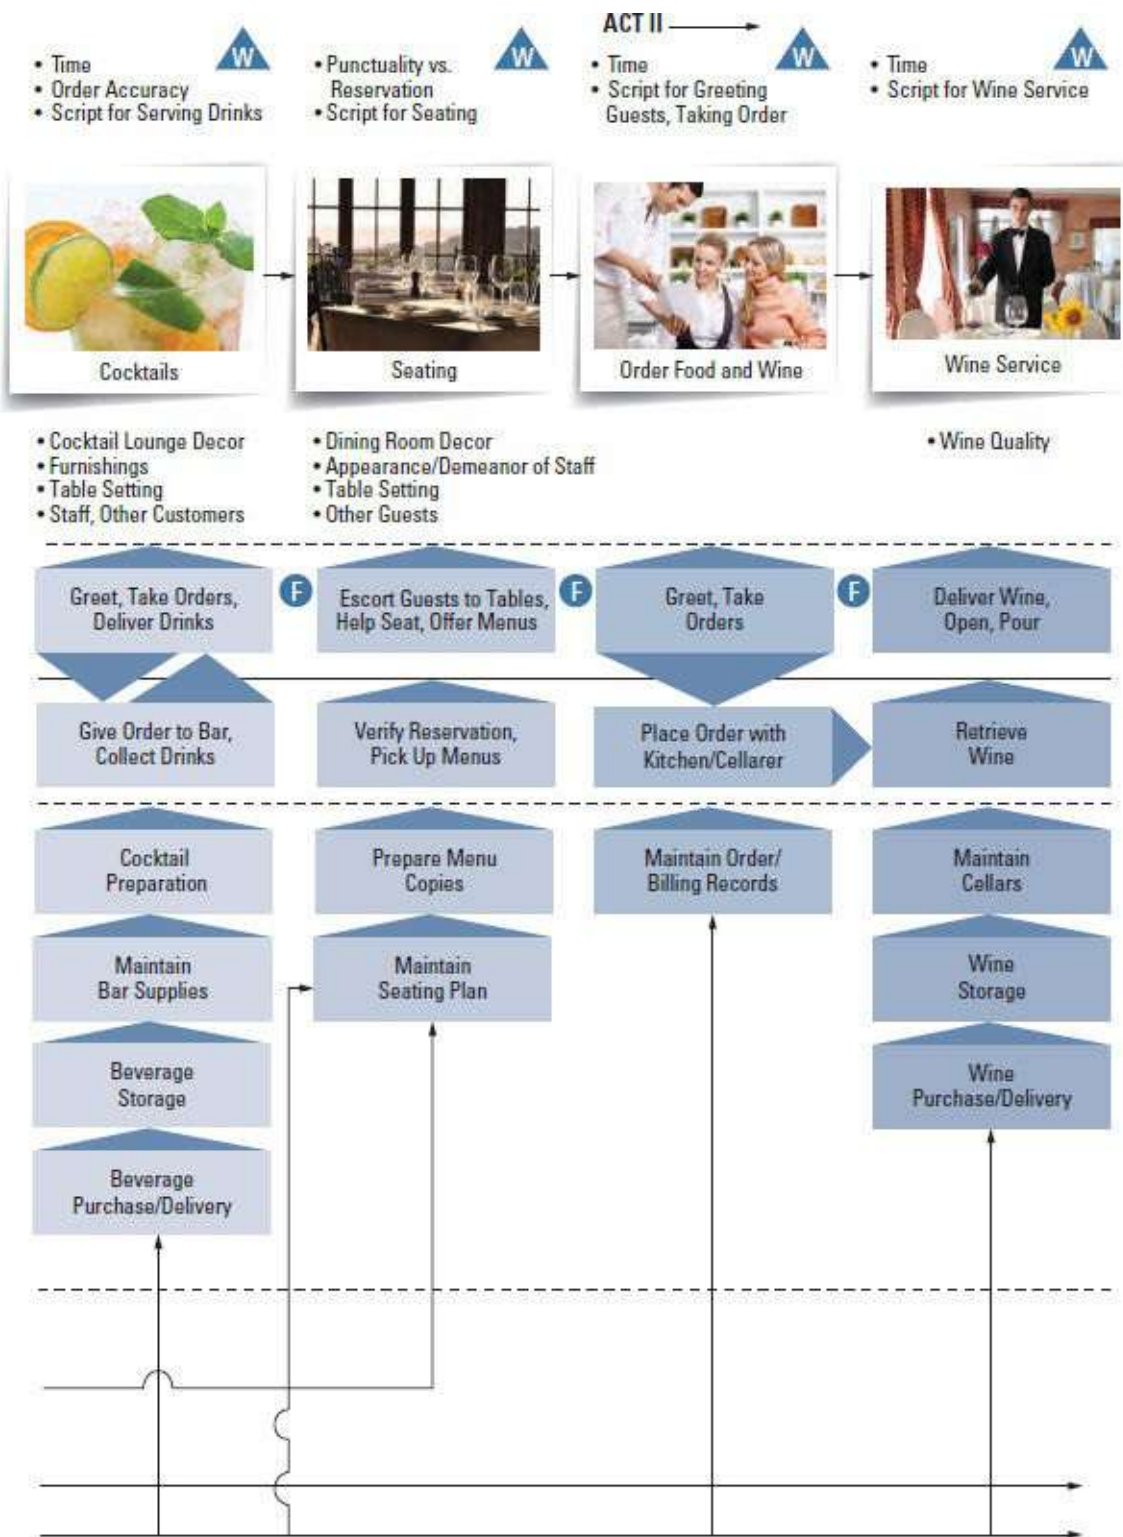 ACT II
W
W
W
W
• Time
• Order Accuracy
• Script for Serving Drinks
• Punctuality vs.
Reservation
• Script for Seating
• Time
• Script for Greeting
Guests, Taking Order
• Time
• Script for Wine Service
Cocktails
Seating
Order Food and Wine
Wine Service
• Cocktail Lounge Decor
• Furnishings
• Table Setting
• Staff, Other Customers
• Dining Room Decor
• Appearance/Demeanor of Staff
• Table Setting
• Other Guests
• Wine Quality
Greet, Take Orders,
Deliver Drinks
F
Escort Guests to Tables,
Help Seat, Offer Menus
F
Greet, Take
Orders
F
Deliver Wine,
Open, Pour
Give Order to Bar,
Collect Drinks
Verify Reservation,
Pick Up Menus
Place Order with
Kitchen/Cellarer
Retrieve
Wine
Cocktail
Preparation
Prepare Menu
Copies
Maintain Order/
Billing Records
Maintain
Cellars
Maintain
Bar Supplies
Maintain
Seating Plan
Wine
Storage
Beverage
Storage
Wine
Purchase/Delivery
Beverage
Purchase/Delivery